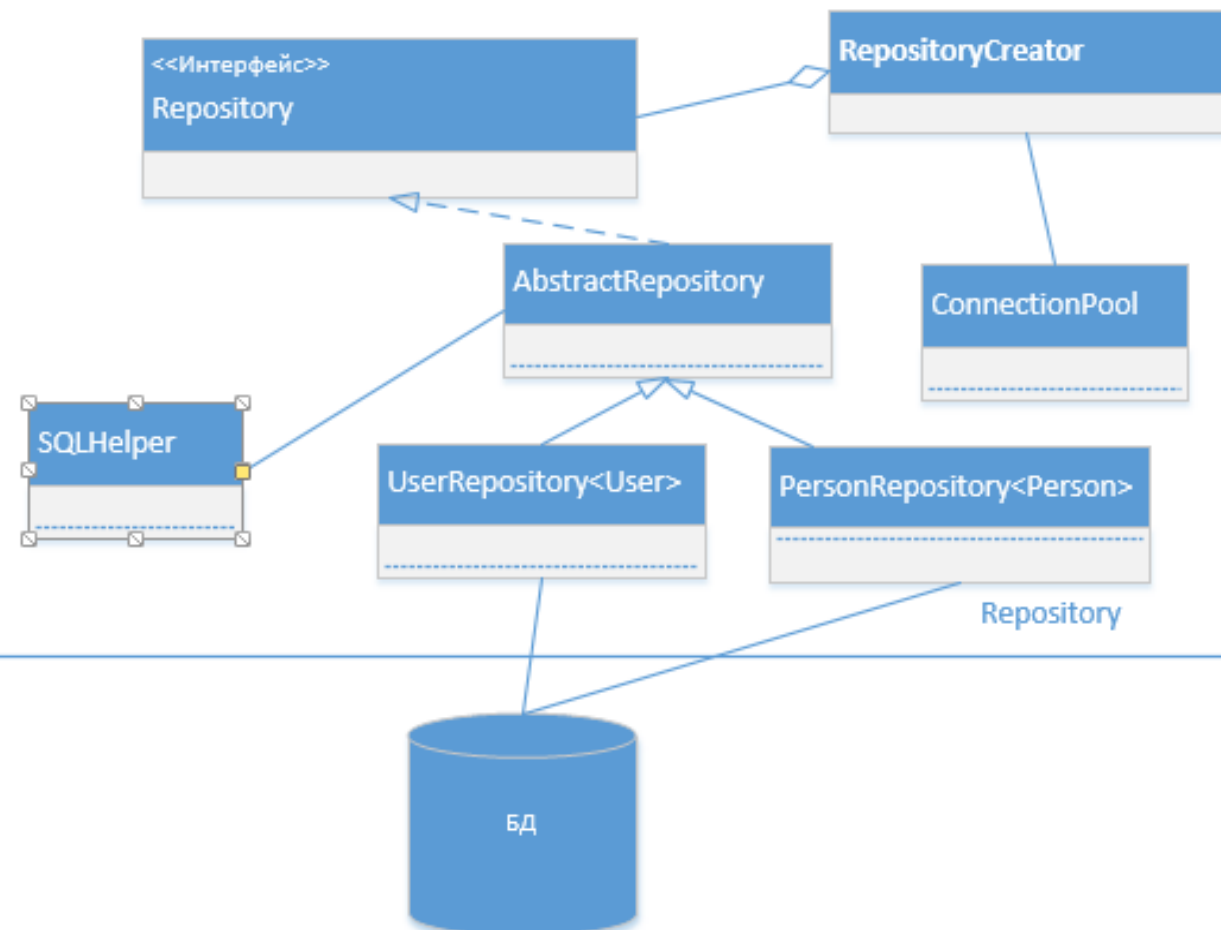 <<Интерфейс>>
Repository
RepositoryCreator
AbstractRepository
ConnectionPool
SQLHelper
UserRepository<User>
PersonRepository<Person>
Repository
БД